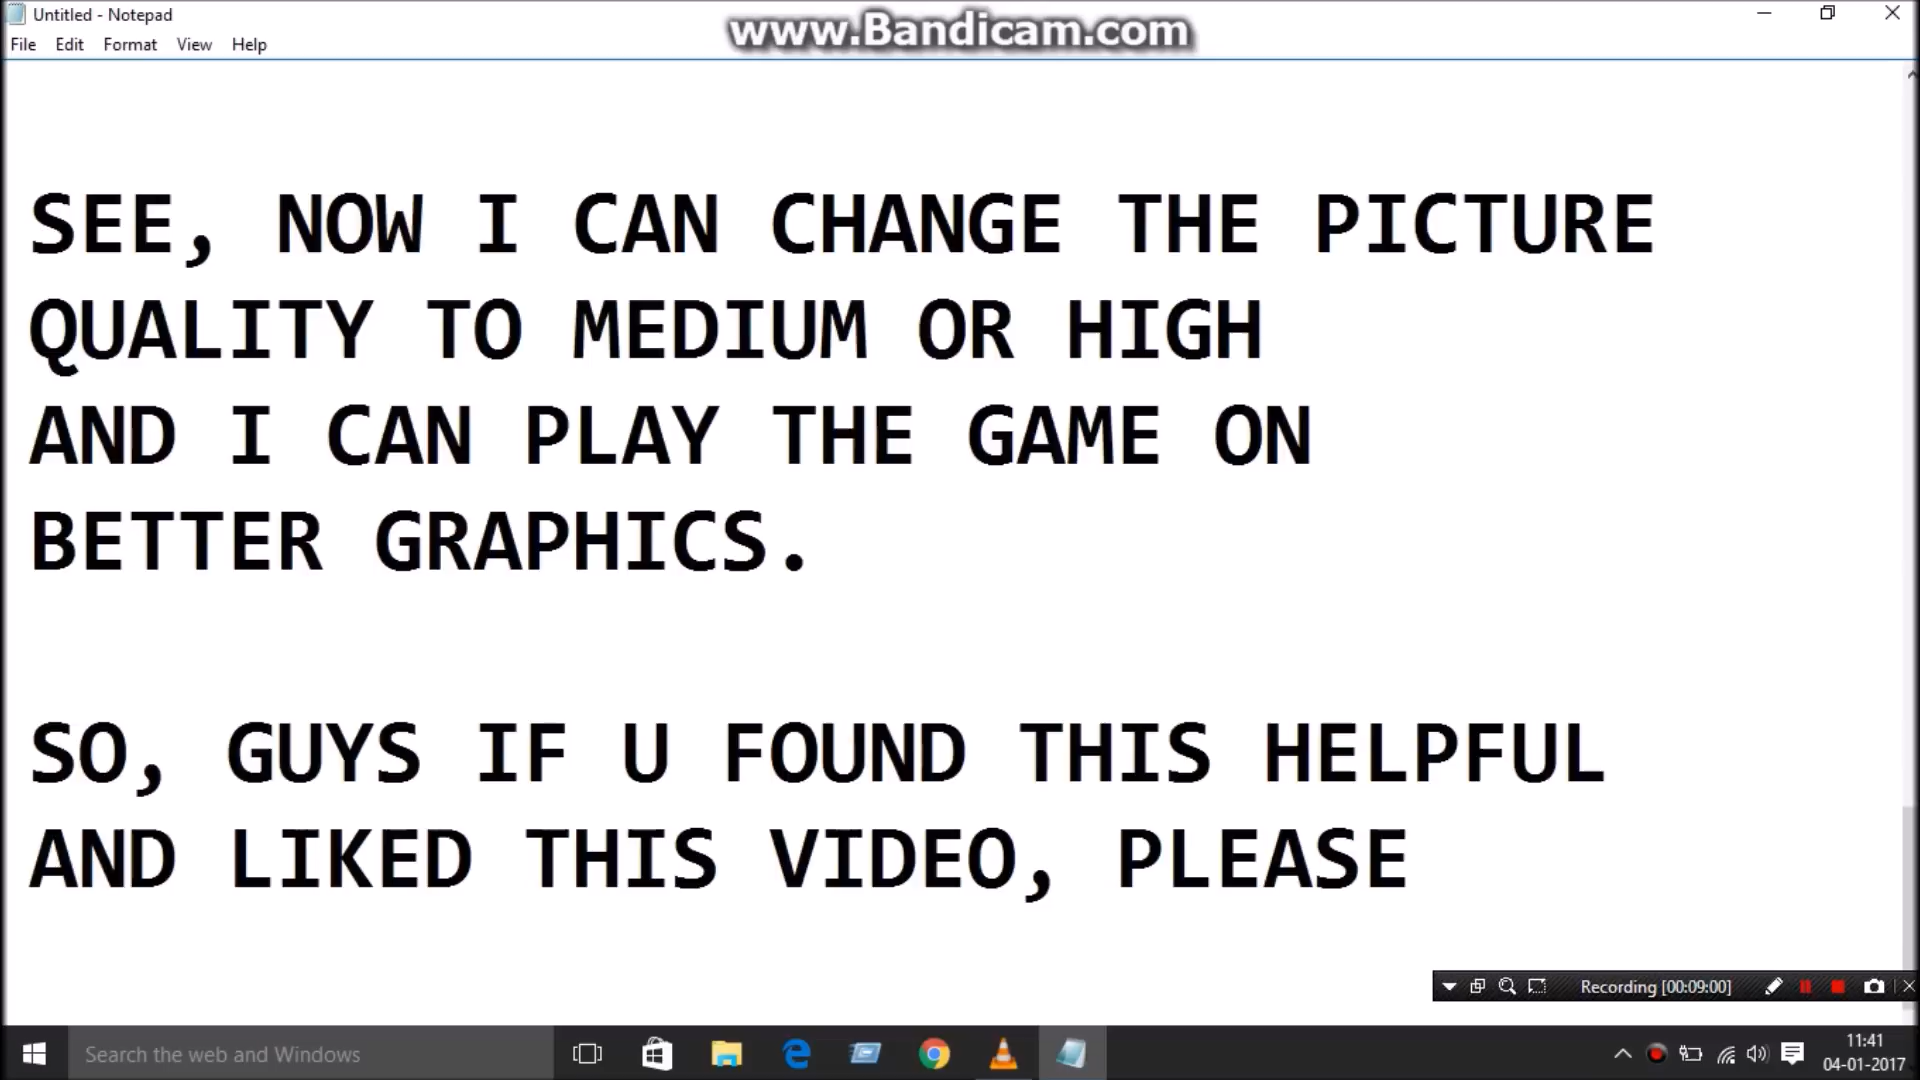 Untitled - Notepad
www.Bandicam.com
File Edit Format View Help
SEE, NOW I CAN CHANGE THE PICTURE
QUALITY TO MEDIUM OR HIGH
AND I CAN PLAY THE GAME ON
BETTER GRAPHICS.
SO, GUYS IF U FOUND THIS HELPFUL
AND LIKED THIS VIDEO, PLEASE
Recording [00:09:00]
Search the web and Windows
11:41
04-01-2017